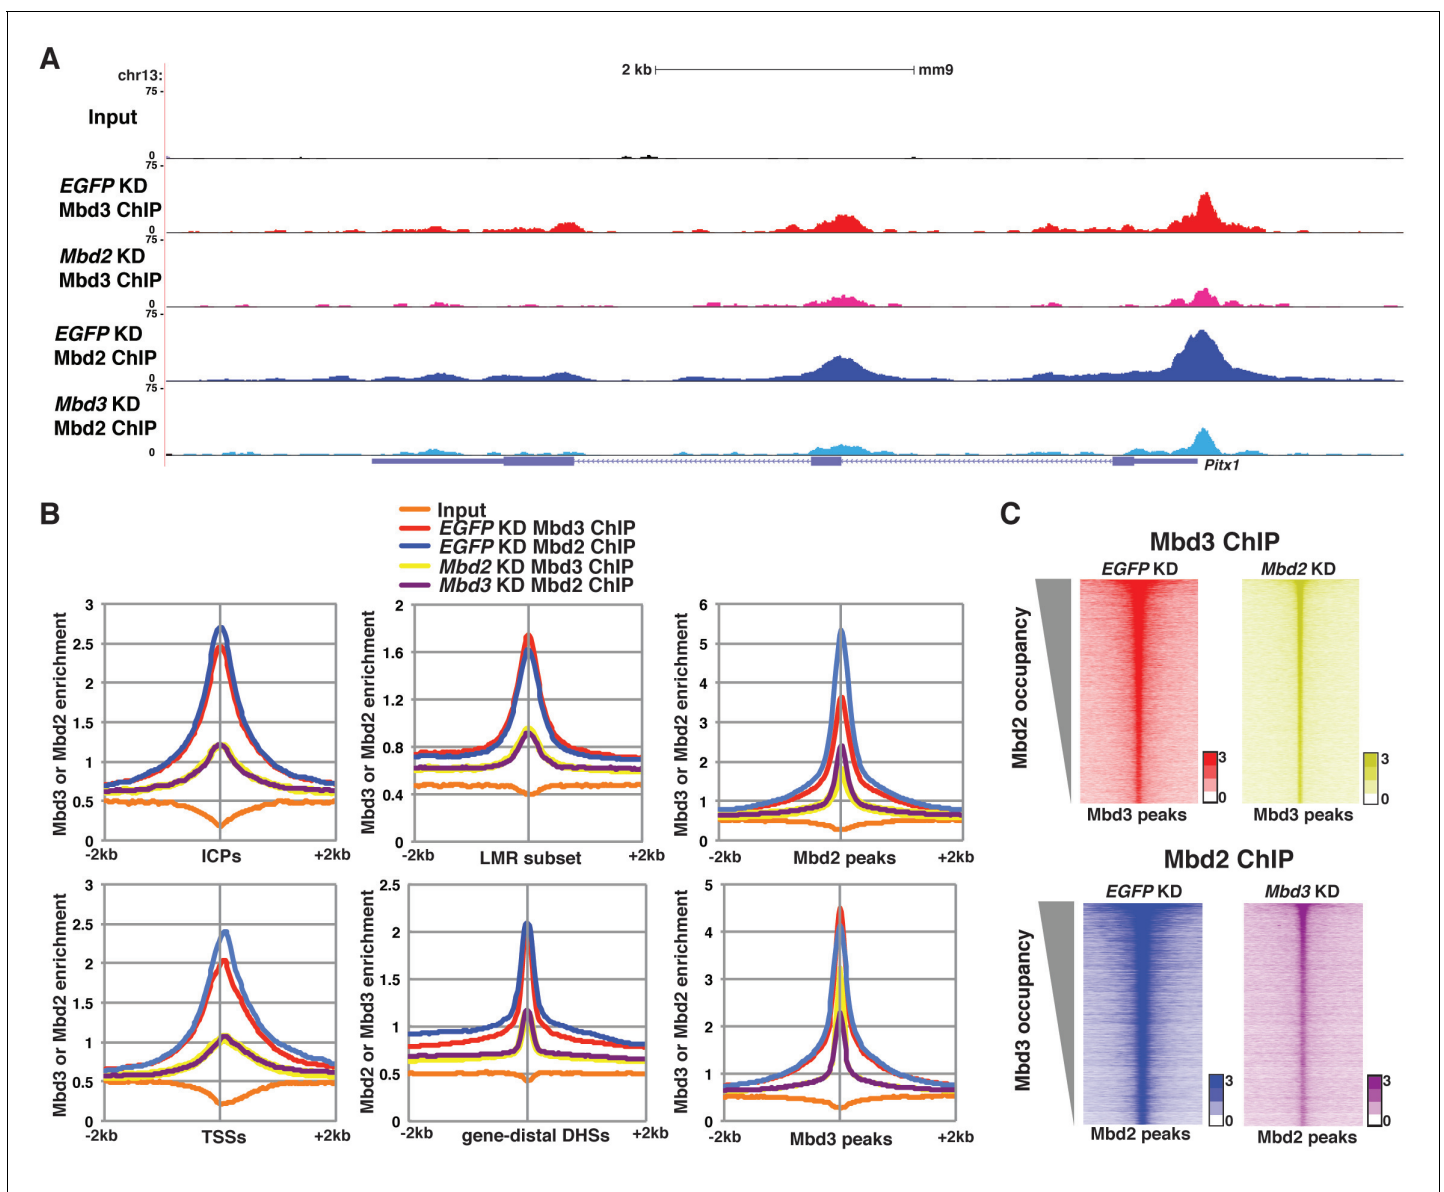 A
chr13:
2 kb
mm9
75
Input
0
75
EGFP KD
Mbd3 ChIP
0
75
Mbd2 KD
Mbd3 ChIP
0
75
EGFP KD
Mbd2 ChIP
0
75
Mbd3 KD
Mbd2 ChIP
0
Pitx1
B
Input
EGFP KD Mbd3 ChIP
EGFP KD Mbd2 ChIP
Mbd2 KD Mbd3 ChIP
Mbd3 KD Mbd2 ChIP
Mbd3 or Mbd2 enrichment
3
2.5
2
1.5
1
0.5
0
-2kb
ICPs
+2kb
Mbd3 or Mbd2 enrichment
2
1.6
1.2
0.8
0.4
0
-2kb
LMR subset
+2kb
Mbd3 or Mbd2 enrichment
6
5
4
3
2
1
0
-2kb
Mbd2 peaks
+2kb
Mbd3 or Mbd2 enrichment
3
2.5
2
1.5
1
0.5
0
-2kb
TSSs
+2kb
Mbd2 or Mbd3 enrichment
2.5
2
1.5
1
0.5
0
-2kb
gene-distal DHSs
+2kb
Mbd3 or Mbd2 enrichment
5
4
3
2
1
0
-2kb
Mbd3 peaks
+2kb
C
Mbd3 ChIP
EGFP KD
Mbd2 KD
Mbd2 occupancy
3
0
3
0
Mbd3 peaks
Mbd3 peaks
Mbd2 ChIP
EGFP KD
Mbd3 KD
Mbd3 occupancy
3
0
3
0
Mbd2 peaks
Mbd2 peaks